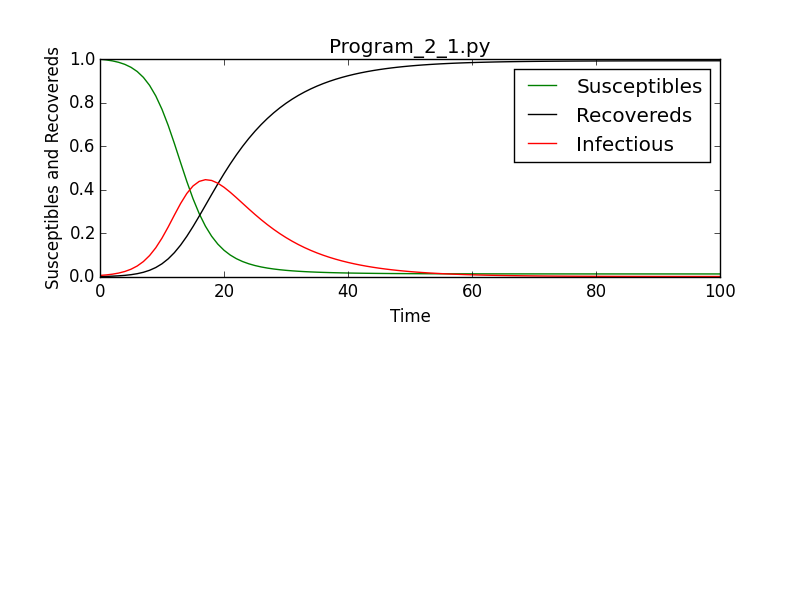 Program_2_1.py
Susceptibles and Recovereds
1.0
0.8
0.6
0.4
0.2
0.0
Susceptibles
Recovereds
Infectious
0 20 40 60 80 100
Time